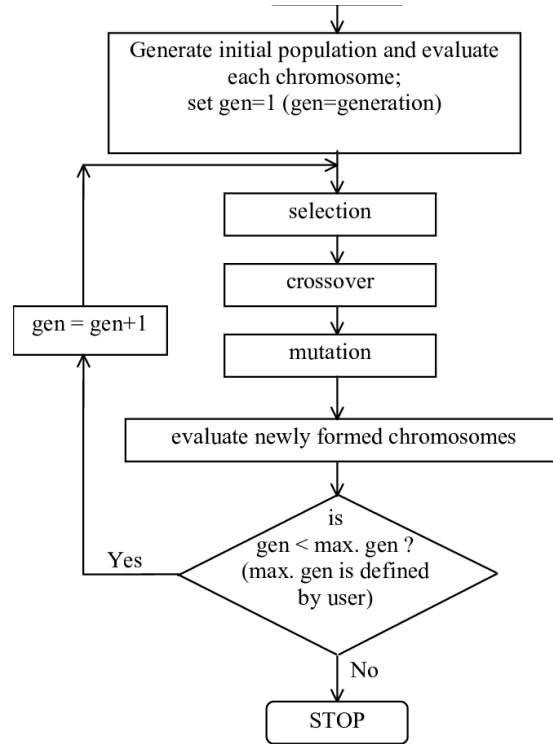 Generate initial population and evaluate
each chromosome;
set gen=1 (gen=generation)
selection
crossover
gen = gen+1
mutation
evaluate newly formed chromosomes
is
gen < max. gen ?
(max. gen is defined
by user)
Yes
No
STOP